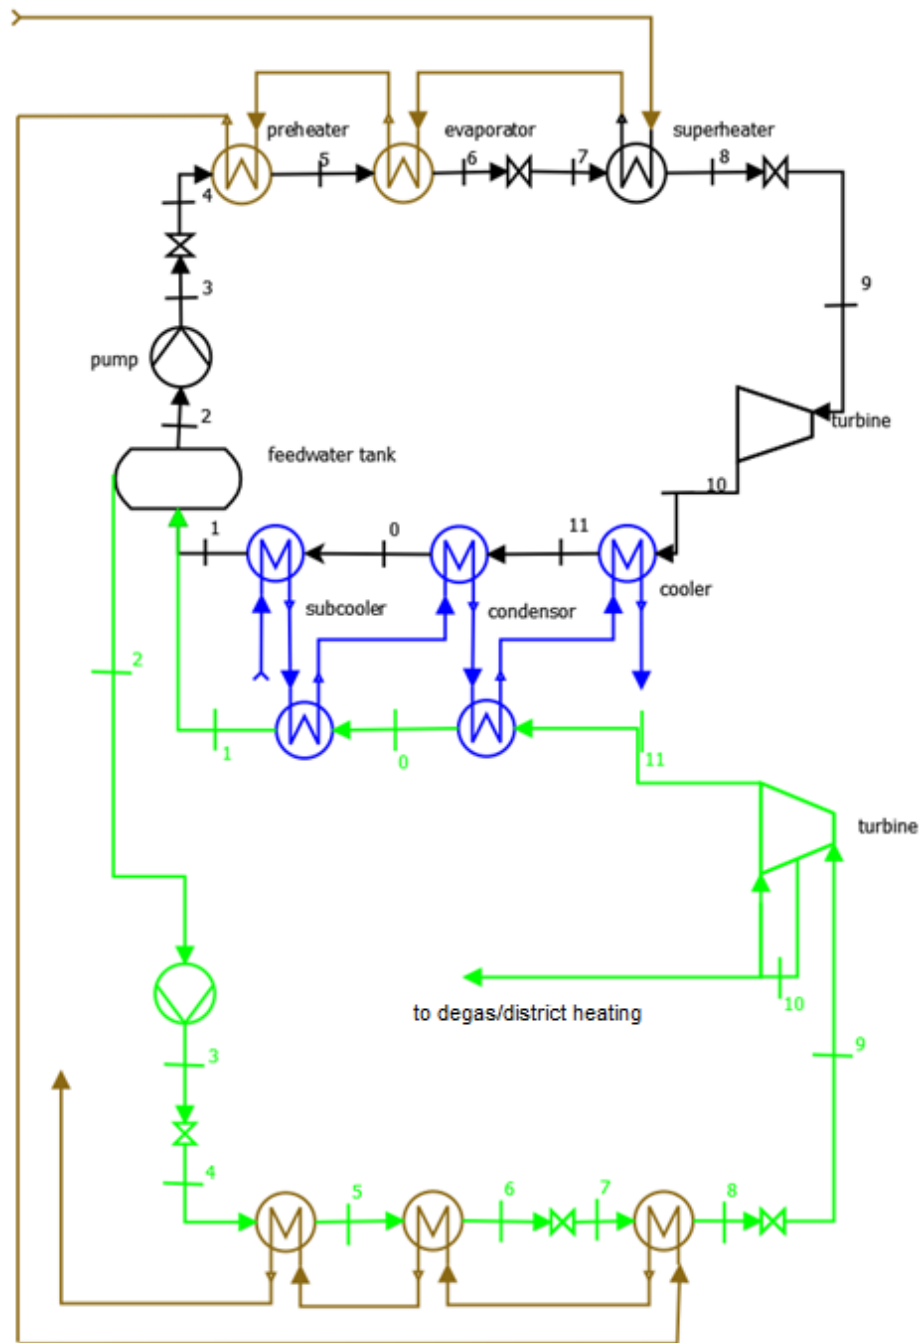 preheater
evaporator
superheater
5
6
7
8
4
3
9
pump
2
turbine
feedwater tank
10
1
0
11
cooler
subcooler
condensor
2
1
0
11
turbine
10
to degas/district heating
9
3
4
5
6
7
8